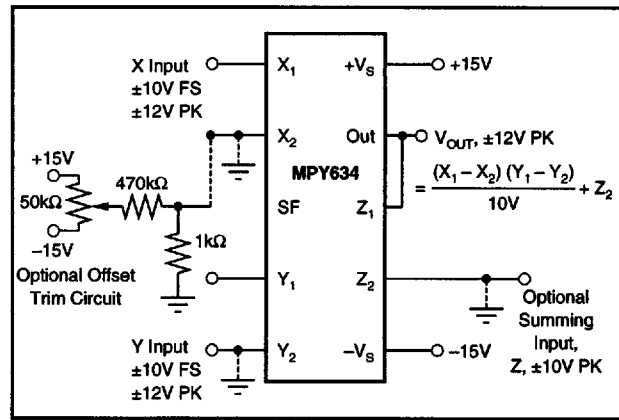 X Input
±10V FS
±12V PK
+15V
50kΩ
–15V
470kΩ
1kΩ
Optional Offset
Trim Circuit
Y Input
±10V FS
±12V PK
X1
X2
SF
Y1
Y2
MPY634
+VS
Out
Z1
Z2
–VS
+15V
VOUT, ±12V PK
= (X1 – X2) (Y1 – Y2) / 10V + Z2
Optional
Summing
Input,
Z, ±10V PK
–15V